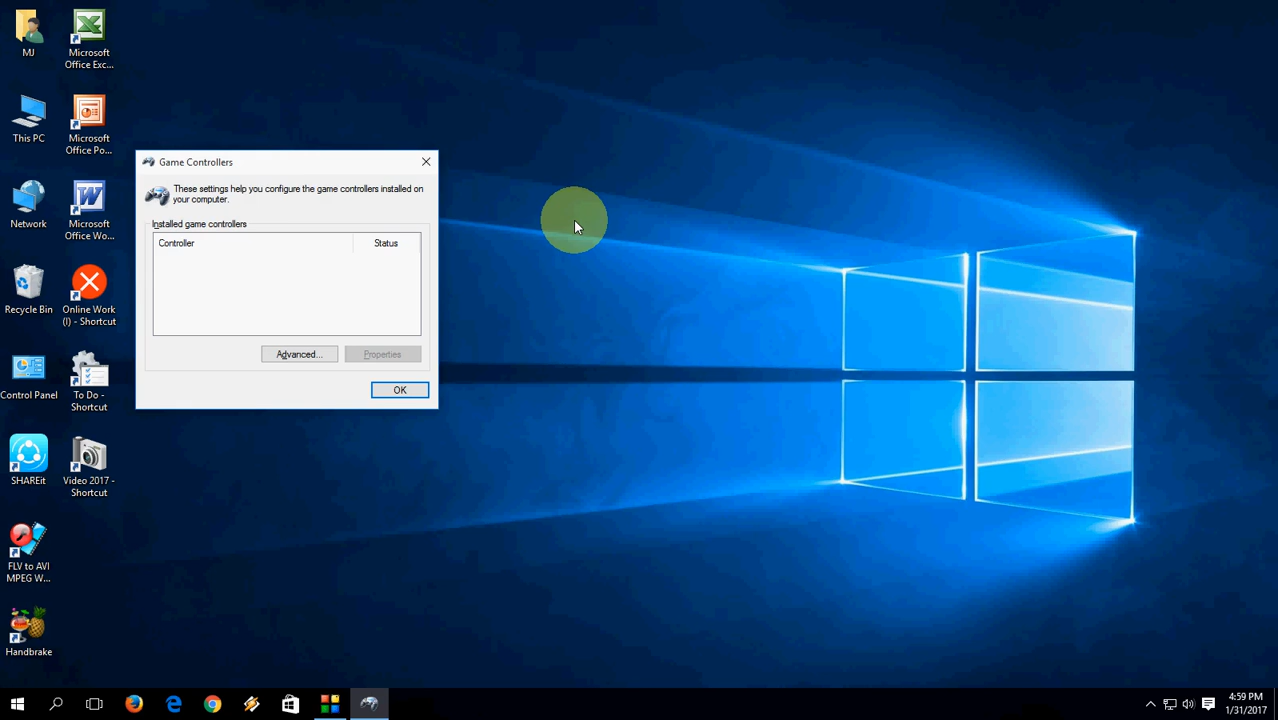 MJ
Microsoft
Office Exc...
This PC
Microsoft
Office Po...
Network
Microsoft
Office Wo...
Recycle Bin
Online Work
(I) - Shortcut
Control Panel
To Do -
Shortcut
SHAREit
Video 2017 -
Shortcut
FLV to AVI
MPEG W...
Handbrake
Game Controllers
These settings help you configure the game controllers installed on
your computer.
Installed game controllers
Controller
Status
Advanced...
Properties
OK
4:59 PM
1/31/2017